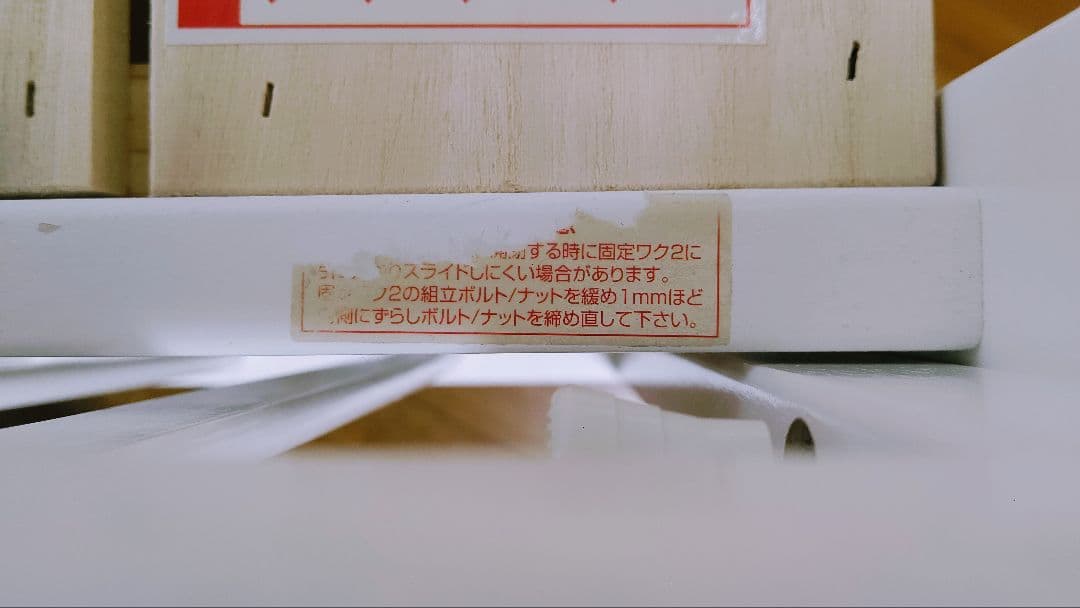 する時に固定ワク2に
スライドしにくい場合があります。
2の組立ボルト/ナットを緩め1mmほど
側にずらしボルト/ナットを締め直して下さい。